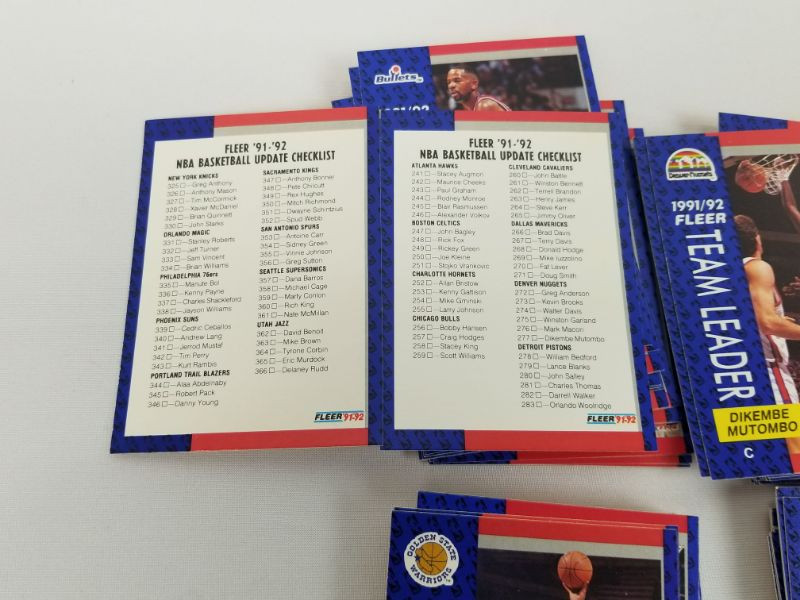 Bullets
1991/92
FLEER '91-'92
NBA BASKETBALL UPDATE CHECKLIST
NEW YORK KNICKS
325 □—Greg Anthony
326 □—Anthony Mason
327 □—Tim McCormick
328 □—Xavier McDaniel
329 □—Brian Quinnett
330 □—John Starks
ORLANDO MAGIC
331 □—Stanley Roberts
332 □—Jeff Turner
333 □—Sam Vincent
334 □—Brian Williams
PHILADELPHIA 76ers
335 □—Manute Bol
336 □—Kenny Payne
337 □—Charles Shackleford
338 □—Jayson Williams
PHOENIX SUNS
339 □—Cedric Ceballos
340 □—Andrew Lang
341 □—Jerrod Mustaf
342 □—Tim Perry
343 □—Kurt Rambis
PORTLAND TRAIL BLAZERS
344 □—Alaa Abdelnaby
345 □—Robert Pack
346 □—Danny Young
SACRAMENTO KINGS
347 □—Anthony Bonner
348 □—Pete Chilcutt
349 □—Rex Hughes
350 □—Mitch Richmond
351 □—Dwayne Schintzius
352 □—Spud Webb
SAN ANTONIO SPURS
353 □—Antoine Carr
354 □—Sidney Green
355 □—Vinnie Johnson
356 □—Greg Sutton
SEATTLE SUPERSONICS
357 □—Dana Barros
358 □—Michael Cage
359 □—Marty Conlon
360 □—Rich King
361 □—Nate McMillan
UTAH JAZZ
362 □—David Benoit
363 □—Mike Brown
364 □—Tyrone Corbin
365 □—Eric Murdock
366 □—Delaney Rudd
FLEER '91-92
FLEER '91-'92
NBA BASKETBALL UPDATE CHECKLIST
ATLANTA HAWKS
241 □—Stacey Augmon
242 □—Maurice Cheeks
243 □—Paul Graham
244 □—Rodney Monroe
245 □—Blair Rasmussen
246 □—Alexander Volkov
BOSTON CELTICS
247 □—John Bagley
248 □—Rick Fox
249 □—Rickey Green
250 □—Joe Kleine
251 □—Stojko Vrankovic
CHARLOTTE HORNETS
252 □—Allan Bristow
253 □—Kenny Gattison
254 □—Mike Gminski
255 □—Larry Johnson
CHICAGO BULLS
256 □—Bobby Hansen
257 □—Craig Hodges
258 □—Stacey King
259 □—Scott Williams
CLEVELAND CAVALIERS
260 □—John Battle
261 □—Winston Bennett
262 □—Terrell Brandon
263 □—Henry James
264 □—Steve Kerr
265 □—Jimmy Oliver
DALLAS MAVERICKS
266 □—Brad Davis
267 □—Terry Davis
268 □—Donald Hodge
269 □—Mike Iuzzolino
270 □—Fat Lever
271 □—Doug Smith
DENVER NUGGETS
272 □—Greg Anderson
273 □—Kevin Brooks
274 □—Walter Davis
275 □—Winston Garland
276 □—Mark Macon
277 □—Dikembe Mutombo
DETROIT PISTONS
278 □—William Bedford
279 □—Lance Blanks
280 □—John Salley
281 □—Charles Thomas
282 □—Darrell Walker
283 □—Orlando Woolridge
FLEER '91-92
Denver Nuggets
1991/92
FLEER
TEAM LEADER
DIKEMBE
MUTOMBO
C
GOLDEN STATE
WARRIORS